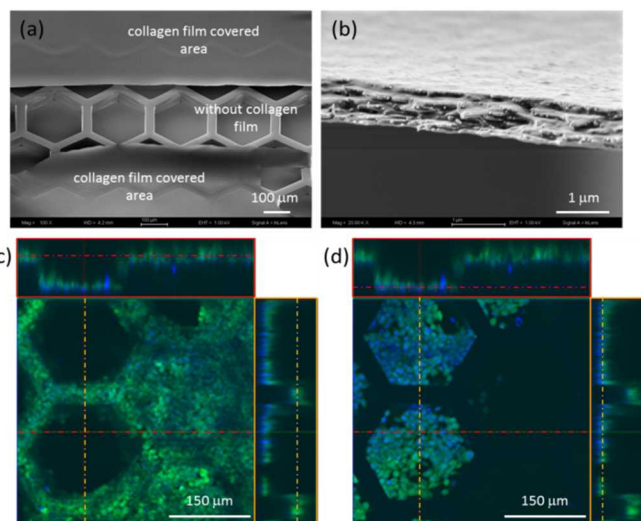 (a)
collagen film covered
area
without collagen
film
collagen film covered
area
100 µm
(b)
1 µm
c)
150 µm
(d)
150 µm